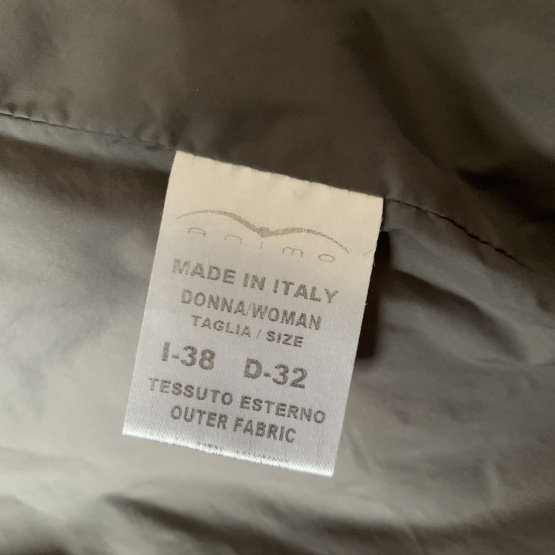 animo
MADE IN ITALY
DONNA/WOMAN
TAGLIA / SIZE
I-38 D-32
TESSUTO ESTERNO
OUTER FABRIC